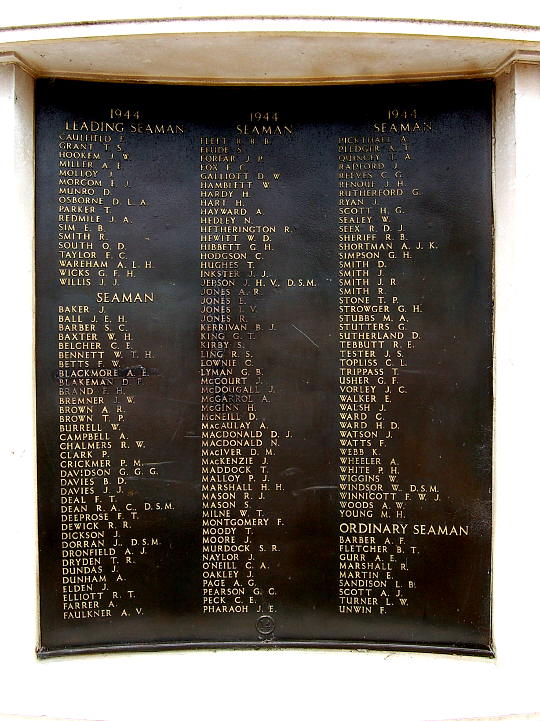 1944
LEADING SEAMAN
CAULFIELD F.
GRANT T. S.
HOOKEM J. W.
MILLER A. E.
MOLLOY J.
MORCOM E. J.
MUNRO D.
OSBORNE D. L. A.
PARKER T.
REDMILE J. A.
SIM E. B.
SMITH R.
SOUTH O. D.
TAYLOR F. C.
WAREHAM A. L. H.
WICKS G. F. H.
WILLIS J. J.
SEAMAN
BAKER J.
BALL J. E. H.
BARBER S. C.
BAXTER W. H.
BELCHER C. E.
BENNETT W. T. H.
BETTS F. W.
BLACKMORE A. E.
BLAKEMAN D. F.
BRAND F. H.
BREMNER J. W.
BROWN A. R.
BROWN T. P.
BURRELL W.
CAMPBELL A.
CHALMERS R. W.
CLARK P.
CRICKMER P. M.
DAVIDSON G. G. G.
DAVIES B. D.
DAVIES J. J.
DEAL F. T.
DEAN R. A. C., D.S.M.
DEEPROSE F. T.
DEWICK R. R.
DICKSON J.
DORRAN J., D.S.M.
DRONFIELD A. J.
DRYDEN T. R.
DUNDAS J.
DUNHAM A.
ELDEN J.
ELLIOTT R. T.
FARRER A.
FAULKNER A. V.
1944
SEAMAN
FLEET R. H. B.
FLUDE S.
FORFAR J. P.
FOX F. C.
GALLIOTT D. W.
HAMBLETT W.
HARDY H.
HART H.
HAYWARD A.
HEDLEY N.
HETHERINGTON R.
HEWITT W. D.
HIBBETT G. H.
HODGSON C.
HUGHES T.
INKSTER J. J.
JEPSON J. H. V., D.S.M.
JONES A. R.
JONES E.
JONES I. V.
JONES R.
KERRIVAN B. J.
KING G. T.
KIRBY S.
LING R. S.
LOWNIE C.
LYMAN G. B.
McCOURT J.
McDOUGALL J.
McGARROL A.
McGINN H.
McNEILL D.
MACAULAY A.
MACDONALD D. J.
MACDONALD N.
MACIVER D. M.
MACKENZIE J.
MADDOCK T.
MALLOY P. J.
MARSHALL H. H.
MASON R. J.
MASON S.
MILNE W. T.
MONTGOMERY F.
MOODY T.
MOORE J.
MURDOCK S. R.
NAYLOR J.
O'NEILL C. A.
OAKLEY J.
PAGE A. G.
PEARSON G. C.
PECK C. E.
PHARAOH J. E.
1944
SEAMAN
PICKTHALL A.
PLEDGER A. T.
QUINCEY T. A.
RADFORD J.
REEVES C. G.
RENOUF J. H.
RUTHERFORD G.
RYAN J.
SCOTT H. G.
SEALEY W.
SEEX R. D. J.
SHERIFF R. B.
SHORTMAN A. J. K.
SIMPSON G. H.
SMITH D.
SMITH J.
SMITH J. R.
SMITH R.
STONE T. P.
STROWGER G. H.
STUBBS M. A.
STUTTERS G.
SUTHERLAND D.
TEBBUTT R. E.
TESTER J. S.
TOPLISS C. L.
TRIPPASS T.
USHER G. F.
VORLEY J. C.
WALKER E.
WALSH J.
WARD C.
WARD H. D.
WATSON J.
WATTS F.
WEBB K.
WHEELER A.
WHITE P. H.
WIGGINS W.
WINDSOR W., D.S.M.
WINNICOTT F. W. J.
WOODS A. W.
YOUNG M. H.
ORDINARY SEAMAN
BARBER A. F.
FLETCHER B. T.
GURR A. E.
MARSHALL R.
MARTIN E.
SANDISON L. B.
SCOTT A. J.
TURNER L. W.
UNWIN F.